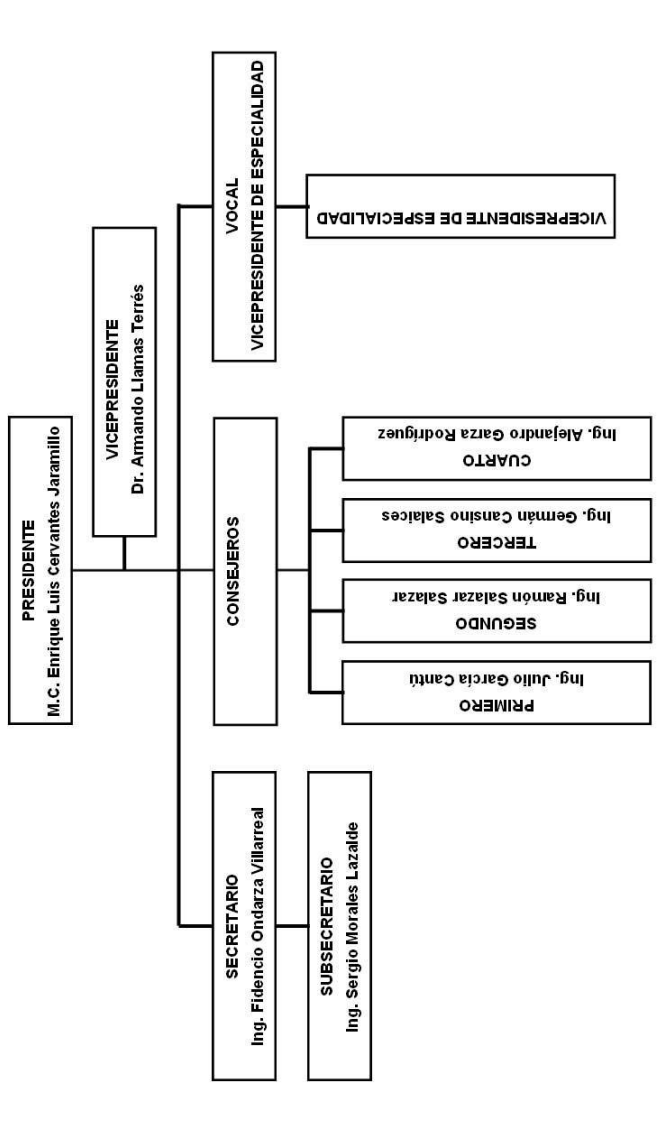 PRESIDENTE
M.C. Enrique Luis Cervantes Jaramillo
VICEPRESIDENTE
Dr. Armando Llamas Terrés
SECRETARIO
Ing. Fidencio Ondarza Villarreal
SUBSECRETARIO
Ing. Sergio Morales Lazalde
CONSEJEROS
PRIMERO
Ing. Julio García Cantú
SEGUNDO
Ing. Ramón Salazar Salazar
TERCERO
Ing. Germán Cansino Salaices
CUARTO
Ing. Alejandro Garza Rodríguez
VOCAL
VICEPRESIDENTE DE ESPECIALIDAD
VICEPRESIDENTE DE ESPECIALIDAD